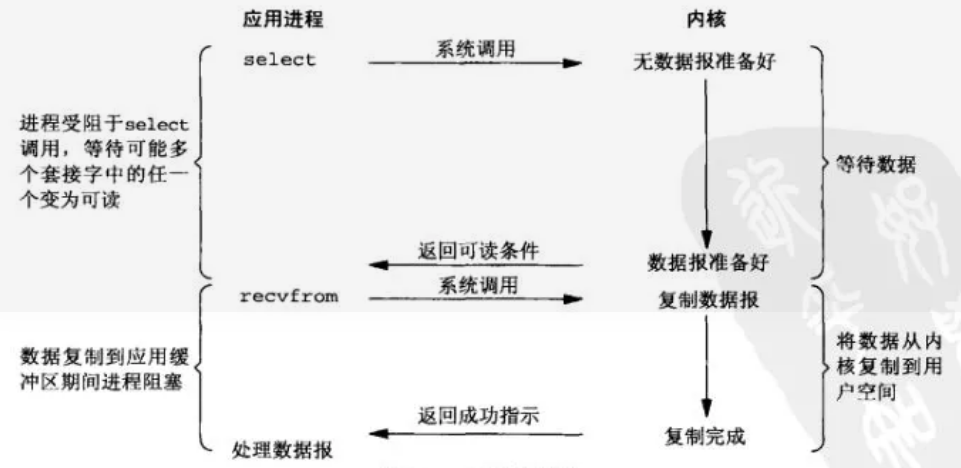 应用进程
内核
select
系统调用
无数据报准备好
进程受阻于select
调用，等待可能多
个套接字中的任一
个变为可读
等待数据
返回可读条件
数据报准备好
recvfrom
系统调用
复制数据报
数据复制到应用缓
冲区期间进程阻塞
将数据从内
核复制到用
户空间
返回成功指示
复制完成
处理数据报